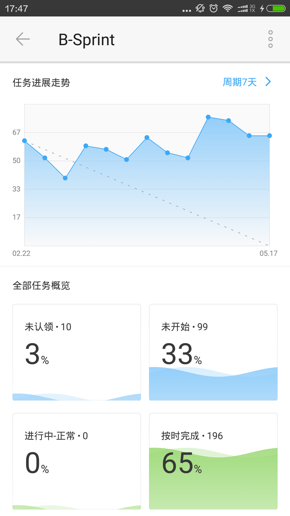 17:47
B-Sprint
任务进展走势
周期7天
67
50
33
17
02.22
05.17
全部任务概览
未认领 • 10
未开始 • 99
3%
33%
进行中-正常 • 0
按时完成 • 196
0%
65%